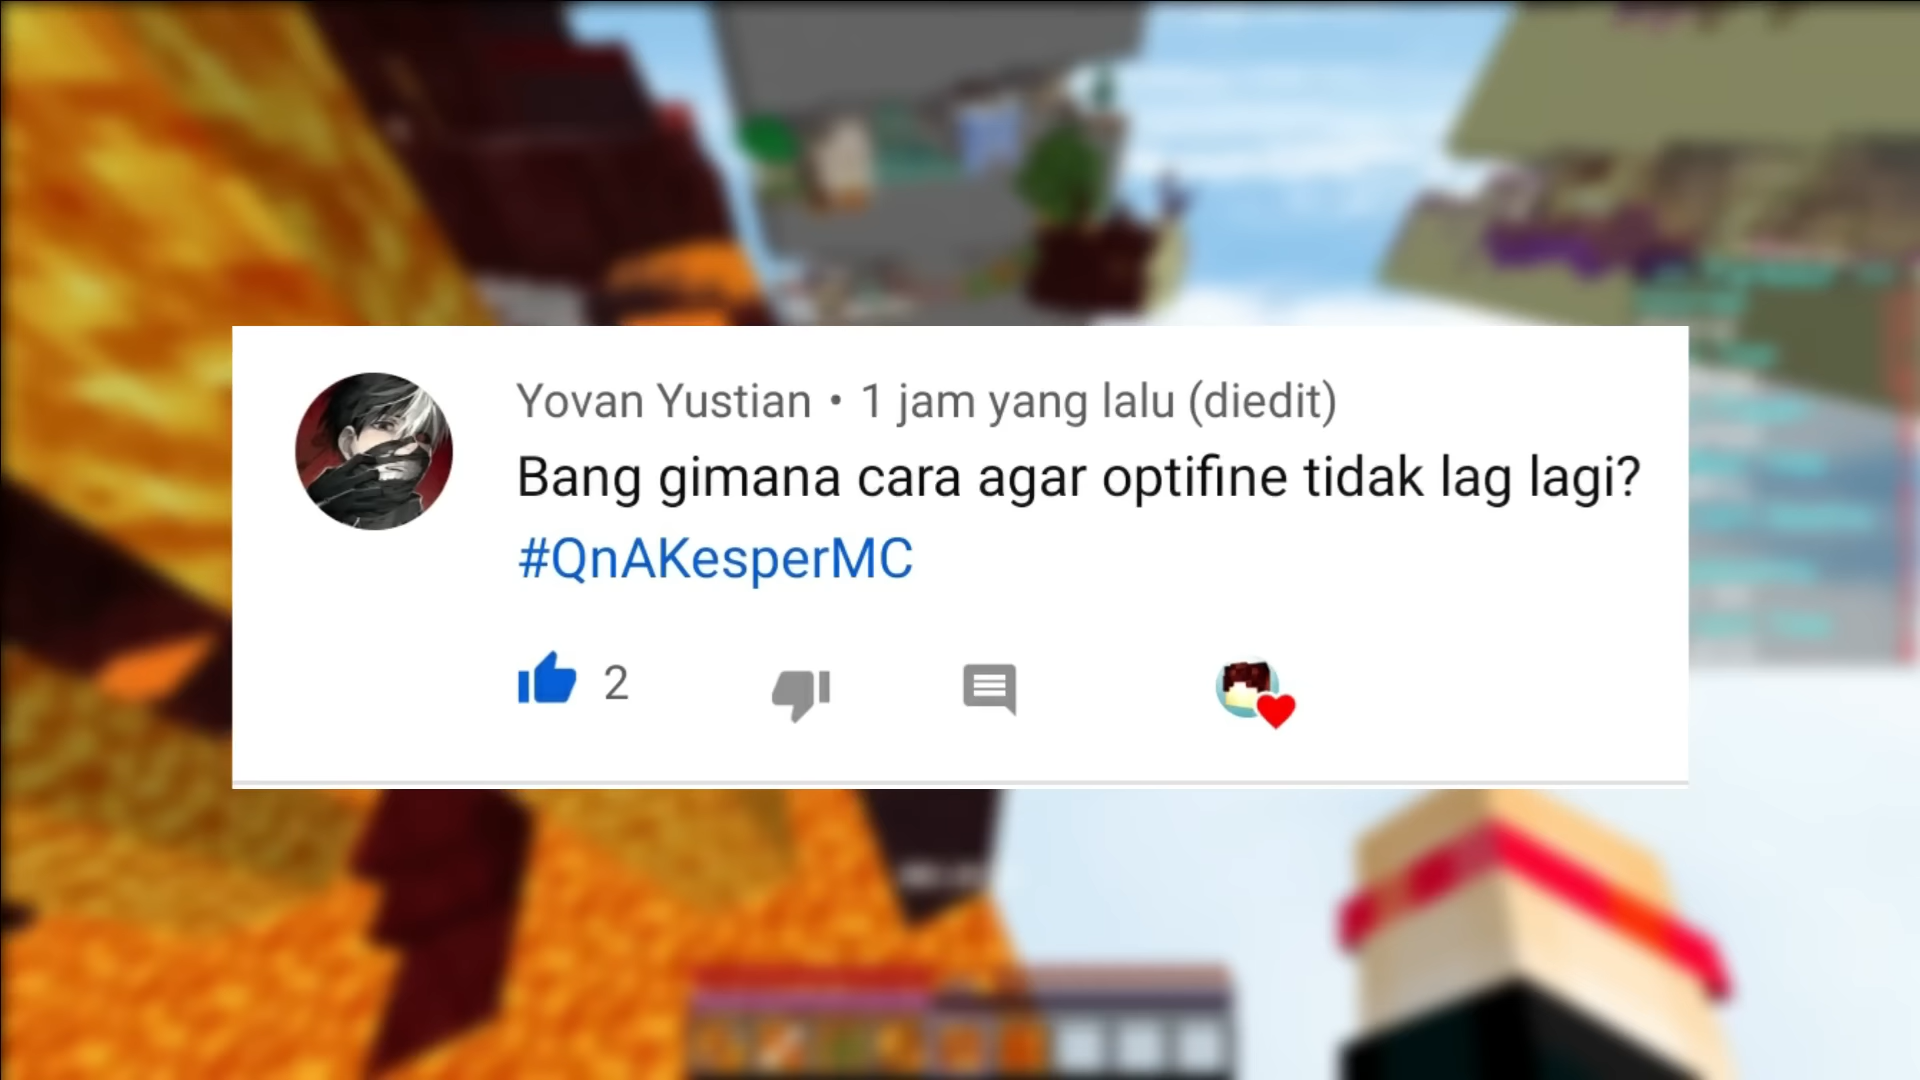 Yovan Yustian • 1 jam yang lalu (diedit)
Bang gimana cara agar optifine tidak lag lagi?
#QnAKesperMC
2